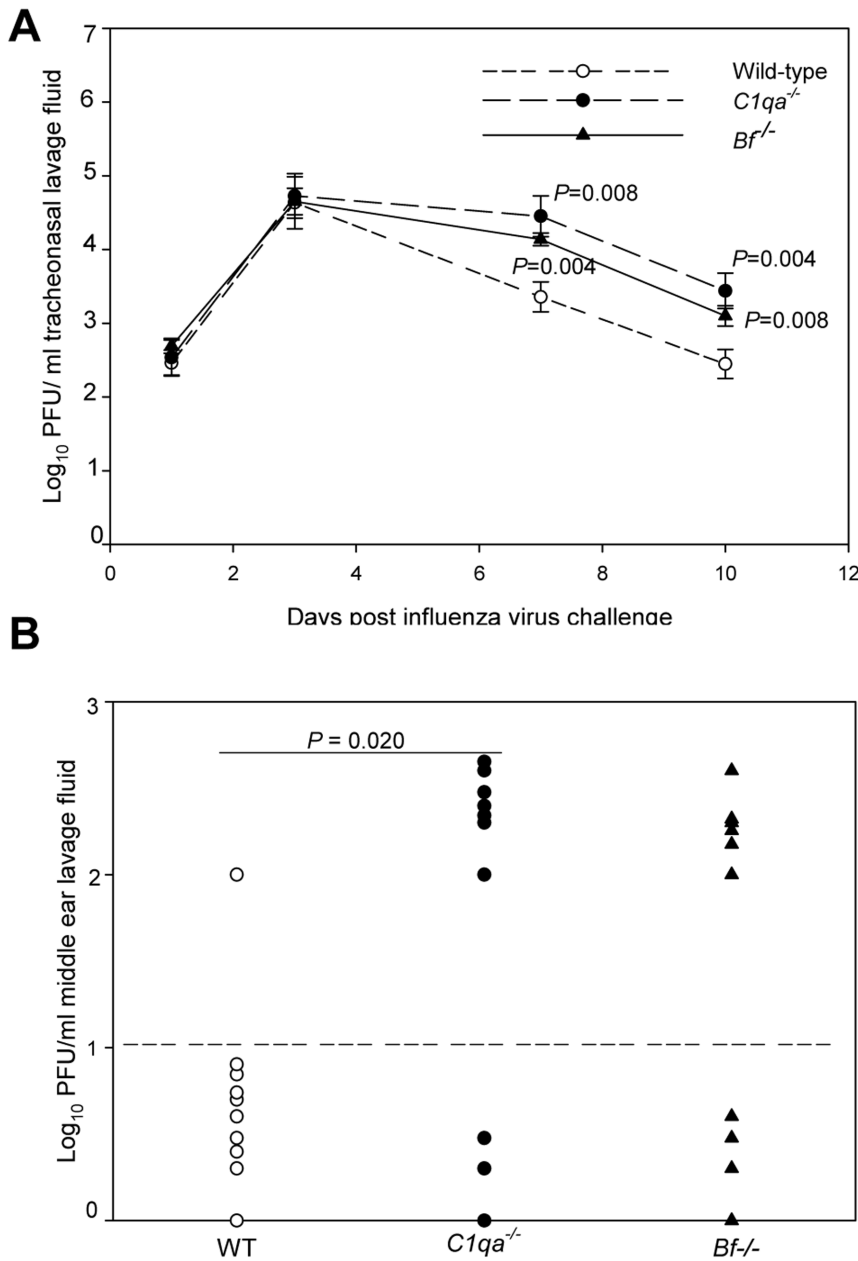 A
7
6
5
4
3
2
1
0
Log10 PFU/ ml tracheonasal lavage fluid
Wild-type
C1qa-/-
Bf-/-
P=0.008
P=0.004
P=0.004
P=0.008
0 2 4 6 8 10 12
Days post influenza virus challenge
B
3
2
1
0
Log10 PFU/ml middle ear lavage fluid
P = 0.020
WT C1qa-/- Bf-/-